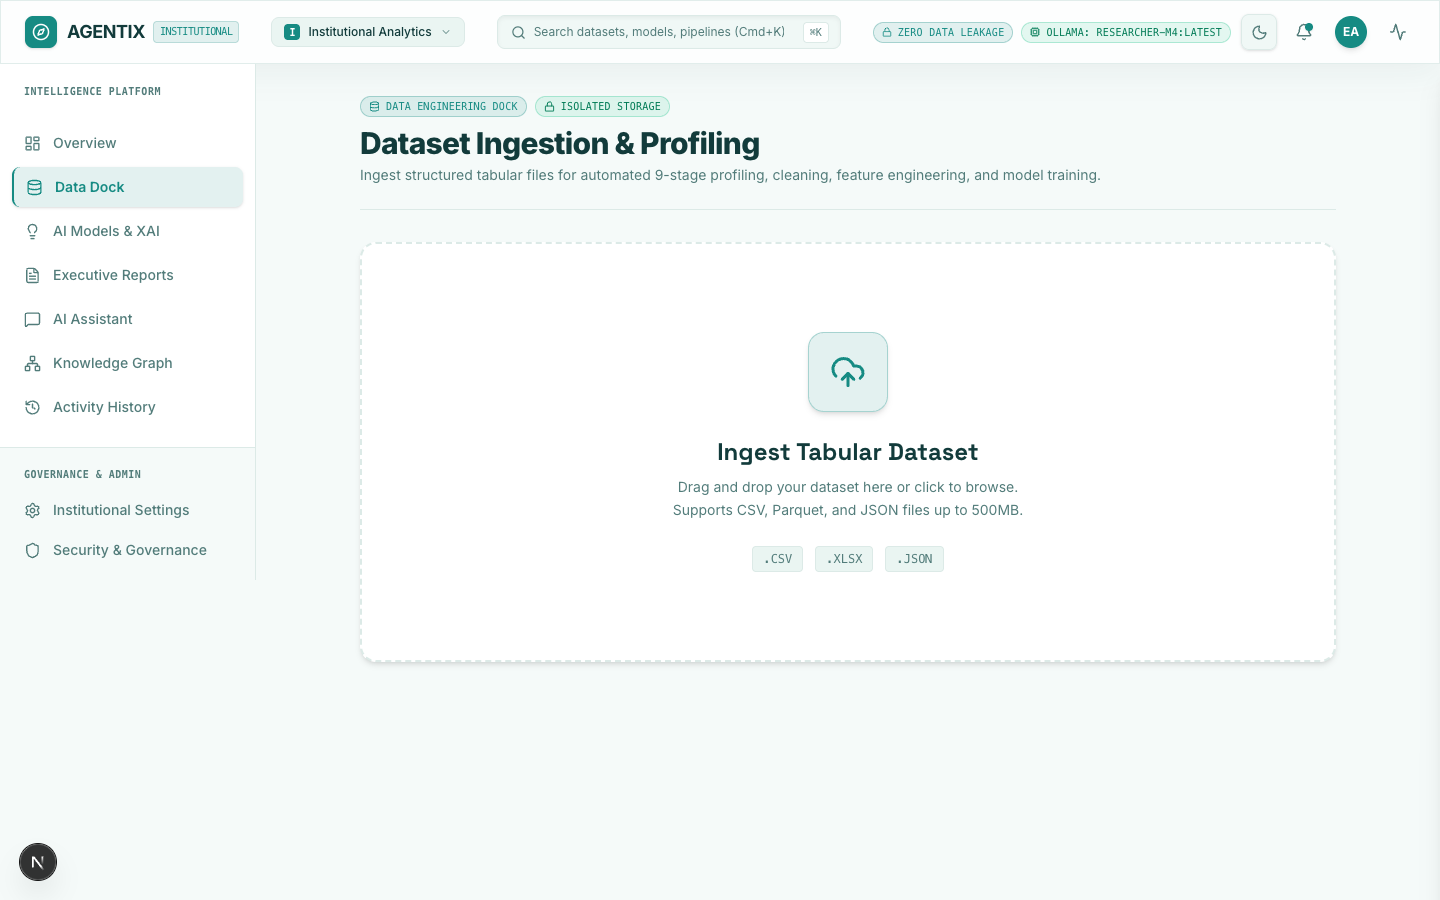 AGENTIX
INSTITUTIONAL
I Institutional Analytics
Search datasets, models, pipelines (Cmd+K)
⌘K
ZERO DATA LEAKAGE
OLLAMA: RESEARCHER-M4:LATEST
EA
INTELLIGENCE PLATFORM
Overview
Data Dock
AI Models & XAI
Executive Reports
AI Assistant
Knowledge Graph
Activity History
GOVERNANCE & ADMIN
Institutional Settings
Security & Governance
N
DATA ENGINEERING DOCK
ISOLATED STORAGE
Dataset Ingestion & Profiling
Ingest structured tabular files for automated 9-stage profiling, cleaning, feature engineering, and model training.
Ingest Tabular Dataset
Drag and drop your dataset here or click to browse.
Supports CSV, Parquet, and JSON files up to 500MB.
.CSV
.XLSX
.JSON